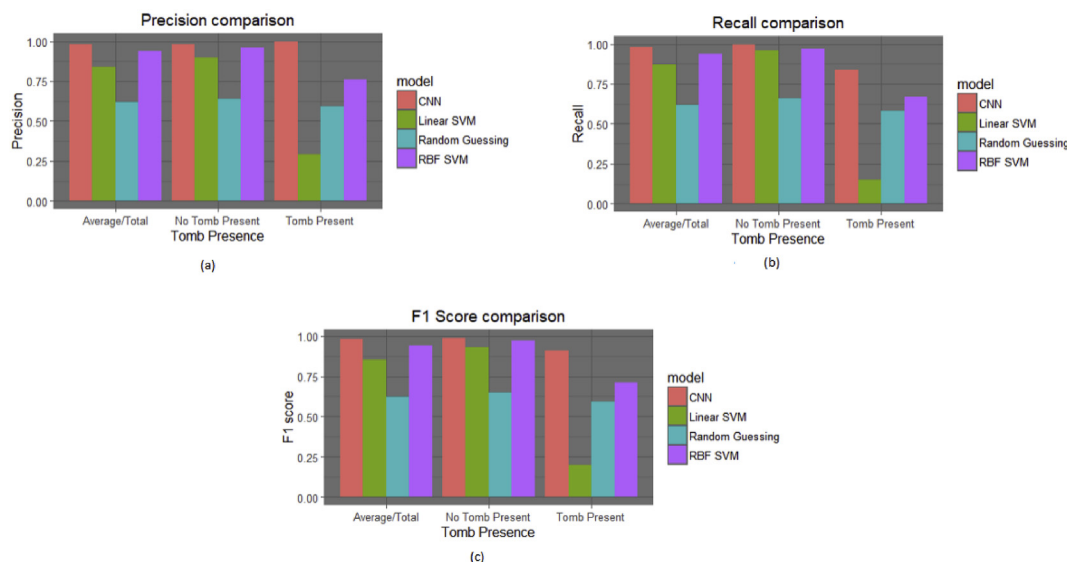 Precision comparison
1.00
0.75
0.50
0.25
0.00
Precision
Average/Total No Tomb Present Tomb Present
Tomb Presence
model
CNN
Linear SVM
Random Guessing
RBF SVM
(a)
Recall comparison
1.00
0.75
0.50
0.25
0.00
Recall
Average/Total No Tomb Present Tomb Present
Tomb Presence
model
CNN
Linear SVM
Random Guessing
RBF SVM
(b)
F1 Score comparison
1.00
0.75
0.50
0.25
0.00
F1 score
Average/Total No Tomb Present Tomb Present
Tomb Presence
model
CNN
Linear SVM
Random Guessing
RBF SVM
(c)